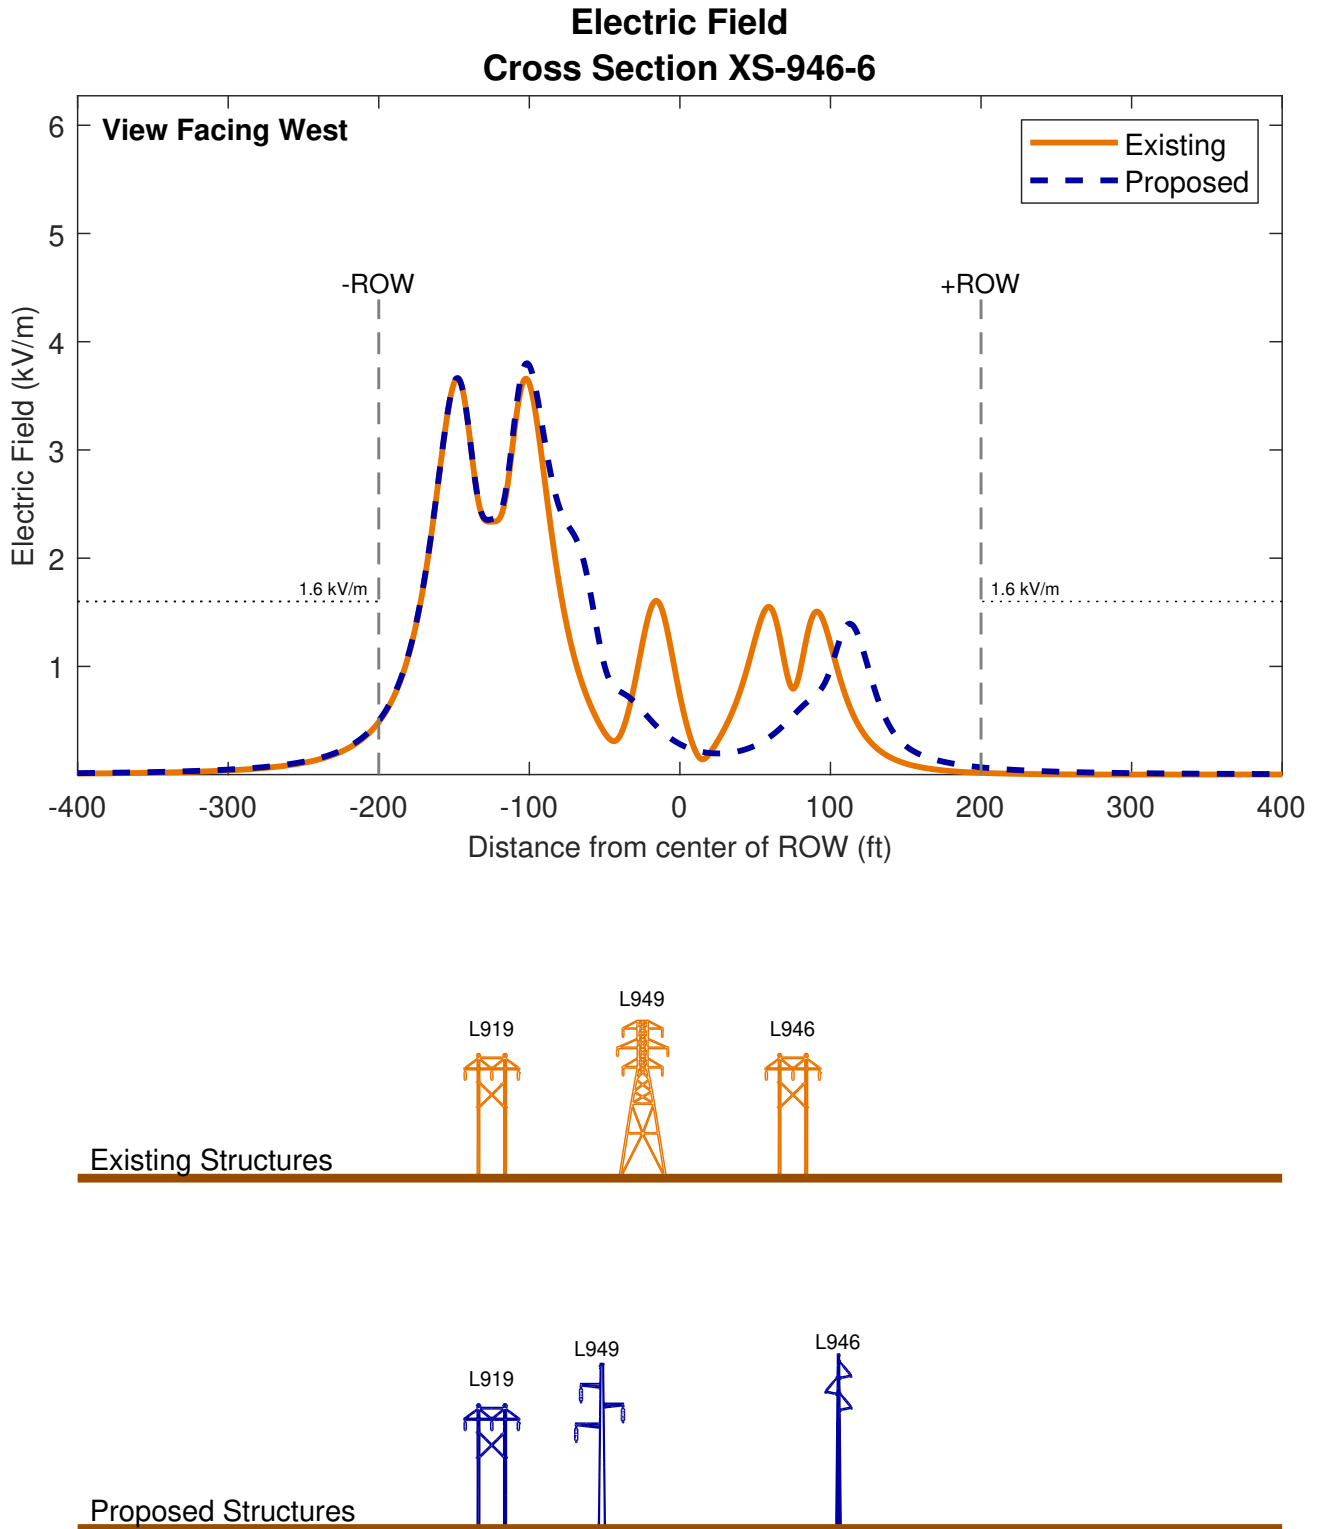 Electric Field
Cross Section XS-946-6
View Facing West
Existing
Proposed
6
5
4
3
2
1
Electric Field (kV/m)
-ROW
+ROW
1.6 kV/m
1.6 kV/m
-400 -300 -200 -100 0 100 200 300 400
Distance from center of ROW (ft)
L919
L949
L946
Existing Structures
L919
L949
L946
Proposed Structures